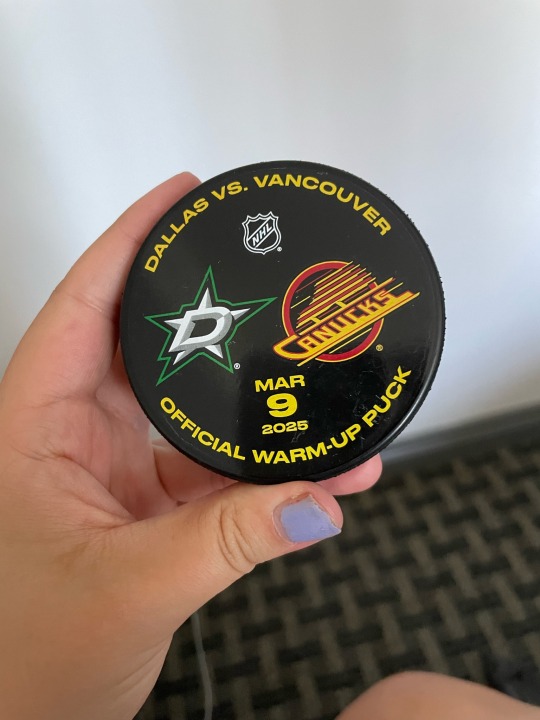 DALLAS VS. VANCOUVER
NHL
D
CANUCKS
MAR
9
2025
OFFICIAL WARM-UP PUCK